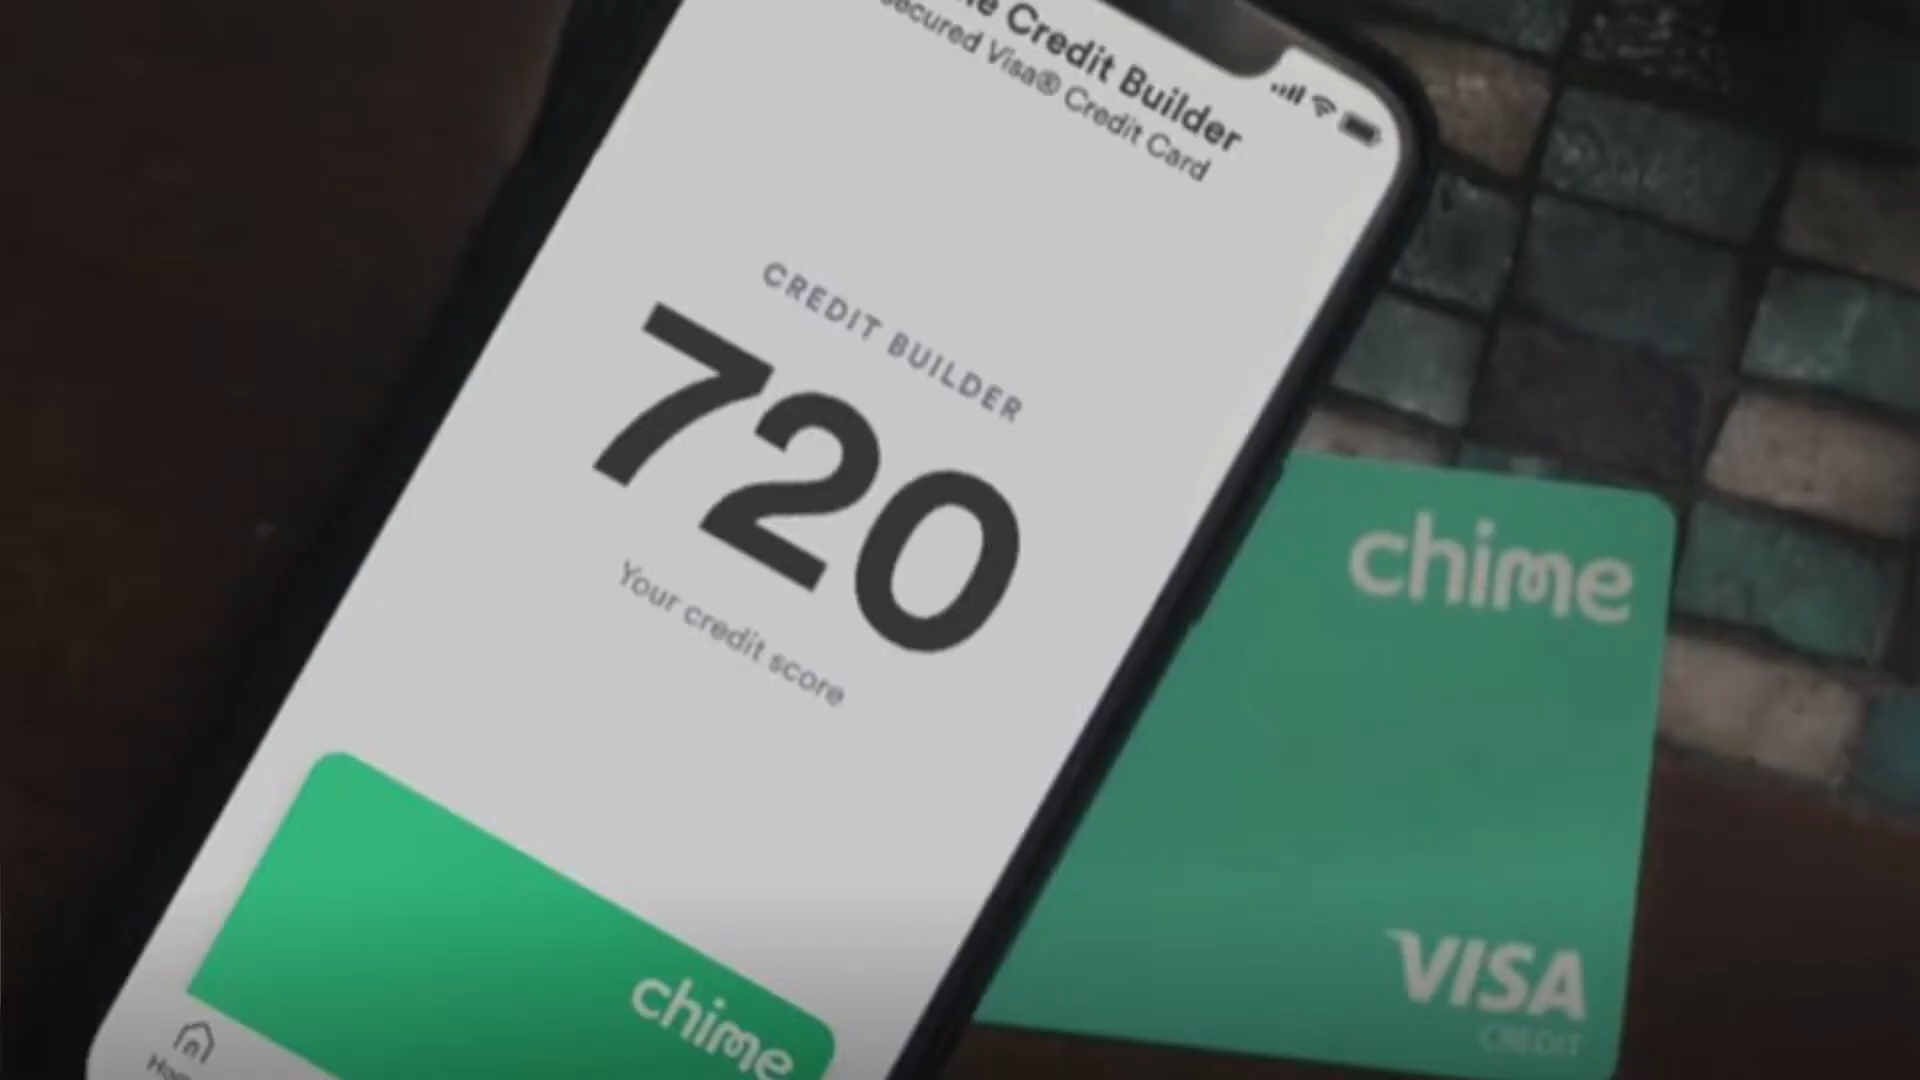 Credit Builder
Secured Visa® Credit Card
CREDIT BUILDER
720
Your credit score
chime
chime
VISA
CREDIT